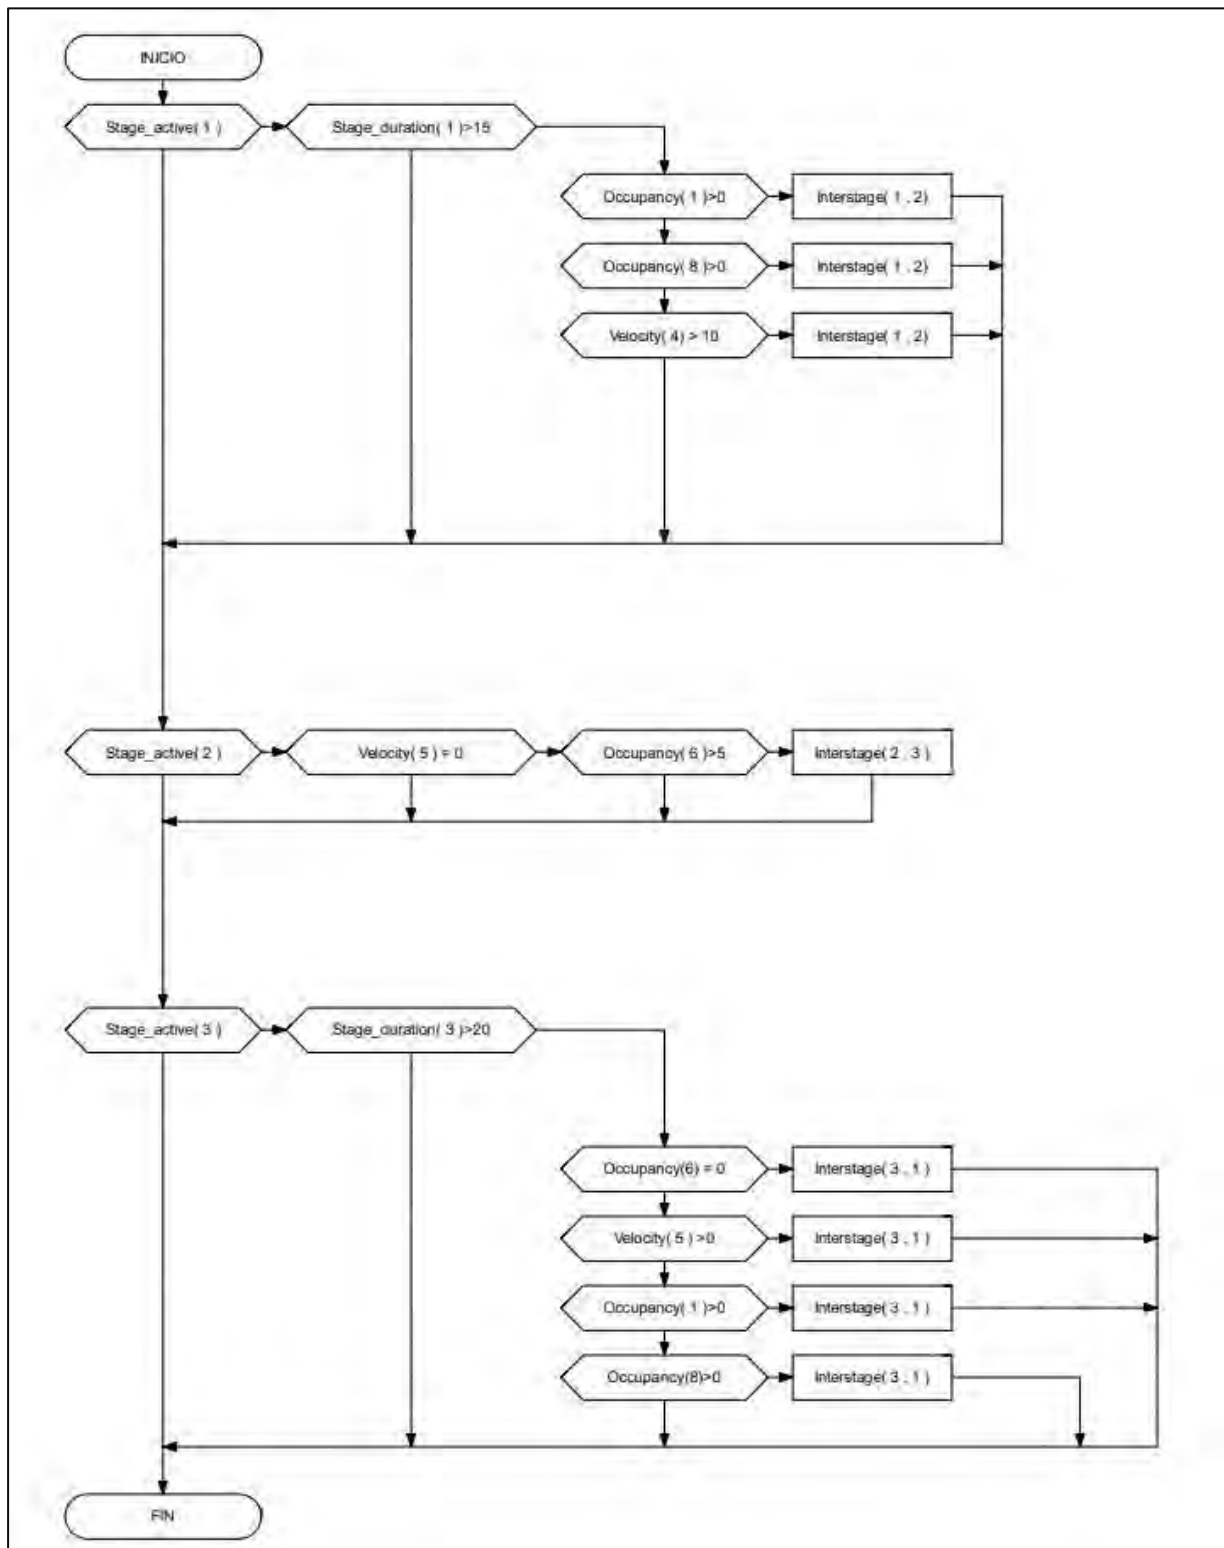 INICIO
Stage_active( 1 )
Stage_duration( 1 )>15
Occupancy( 1 )>0
Interstage( 1 , 2)
Occupancy( 8 )>0
Interstage( 1 , 2)
Velocity( 4) > 10
Interstage( 1 , 2)
Stage_active( 2 )
Velocity( 5 ) = 0
Occupancy( 6 )>5
Interstage( 2 , 3 )
Stage_active( 3 )
Stage_duration( 3 )>20
Occupancy(6) = 0
Interstage( 3 , 1 )
Velocity( 5 ) >0
Interstage( 3 , 1 )
Occupancy( 1 )>0
Interstage( 3 , 1 )
Occupancy(8)>0
Interstage( 3 , 1 )
FIN